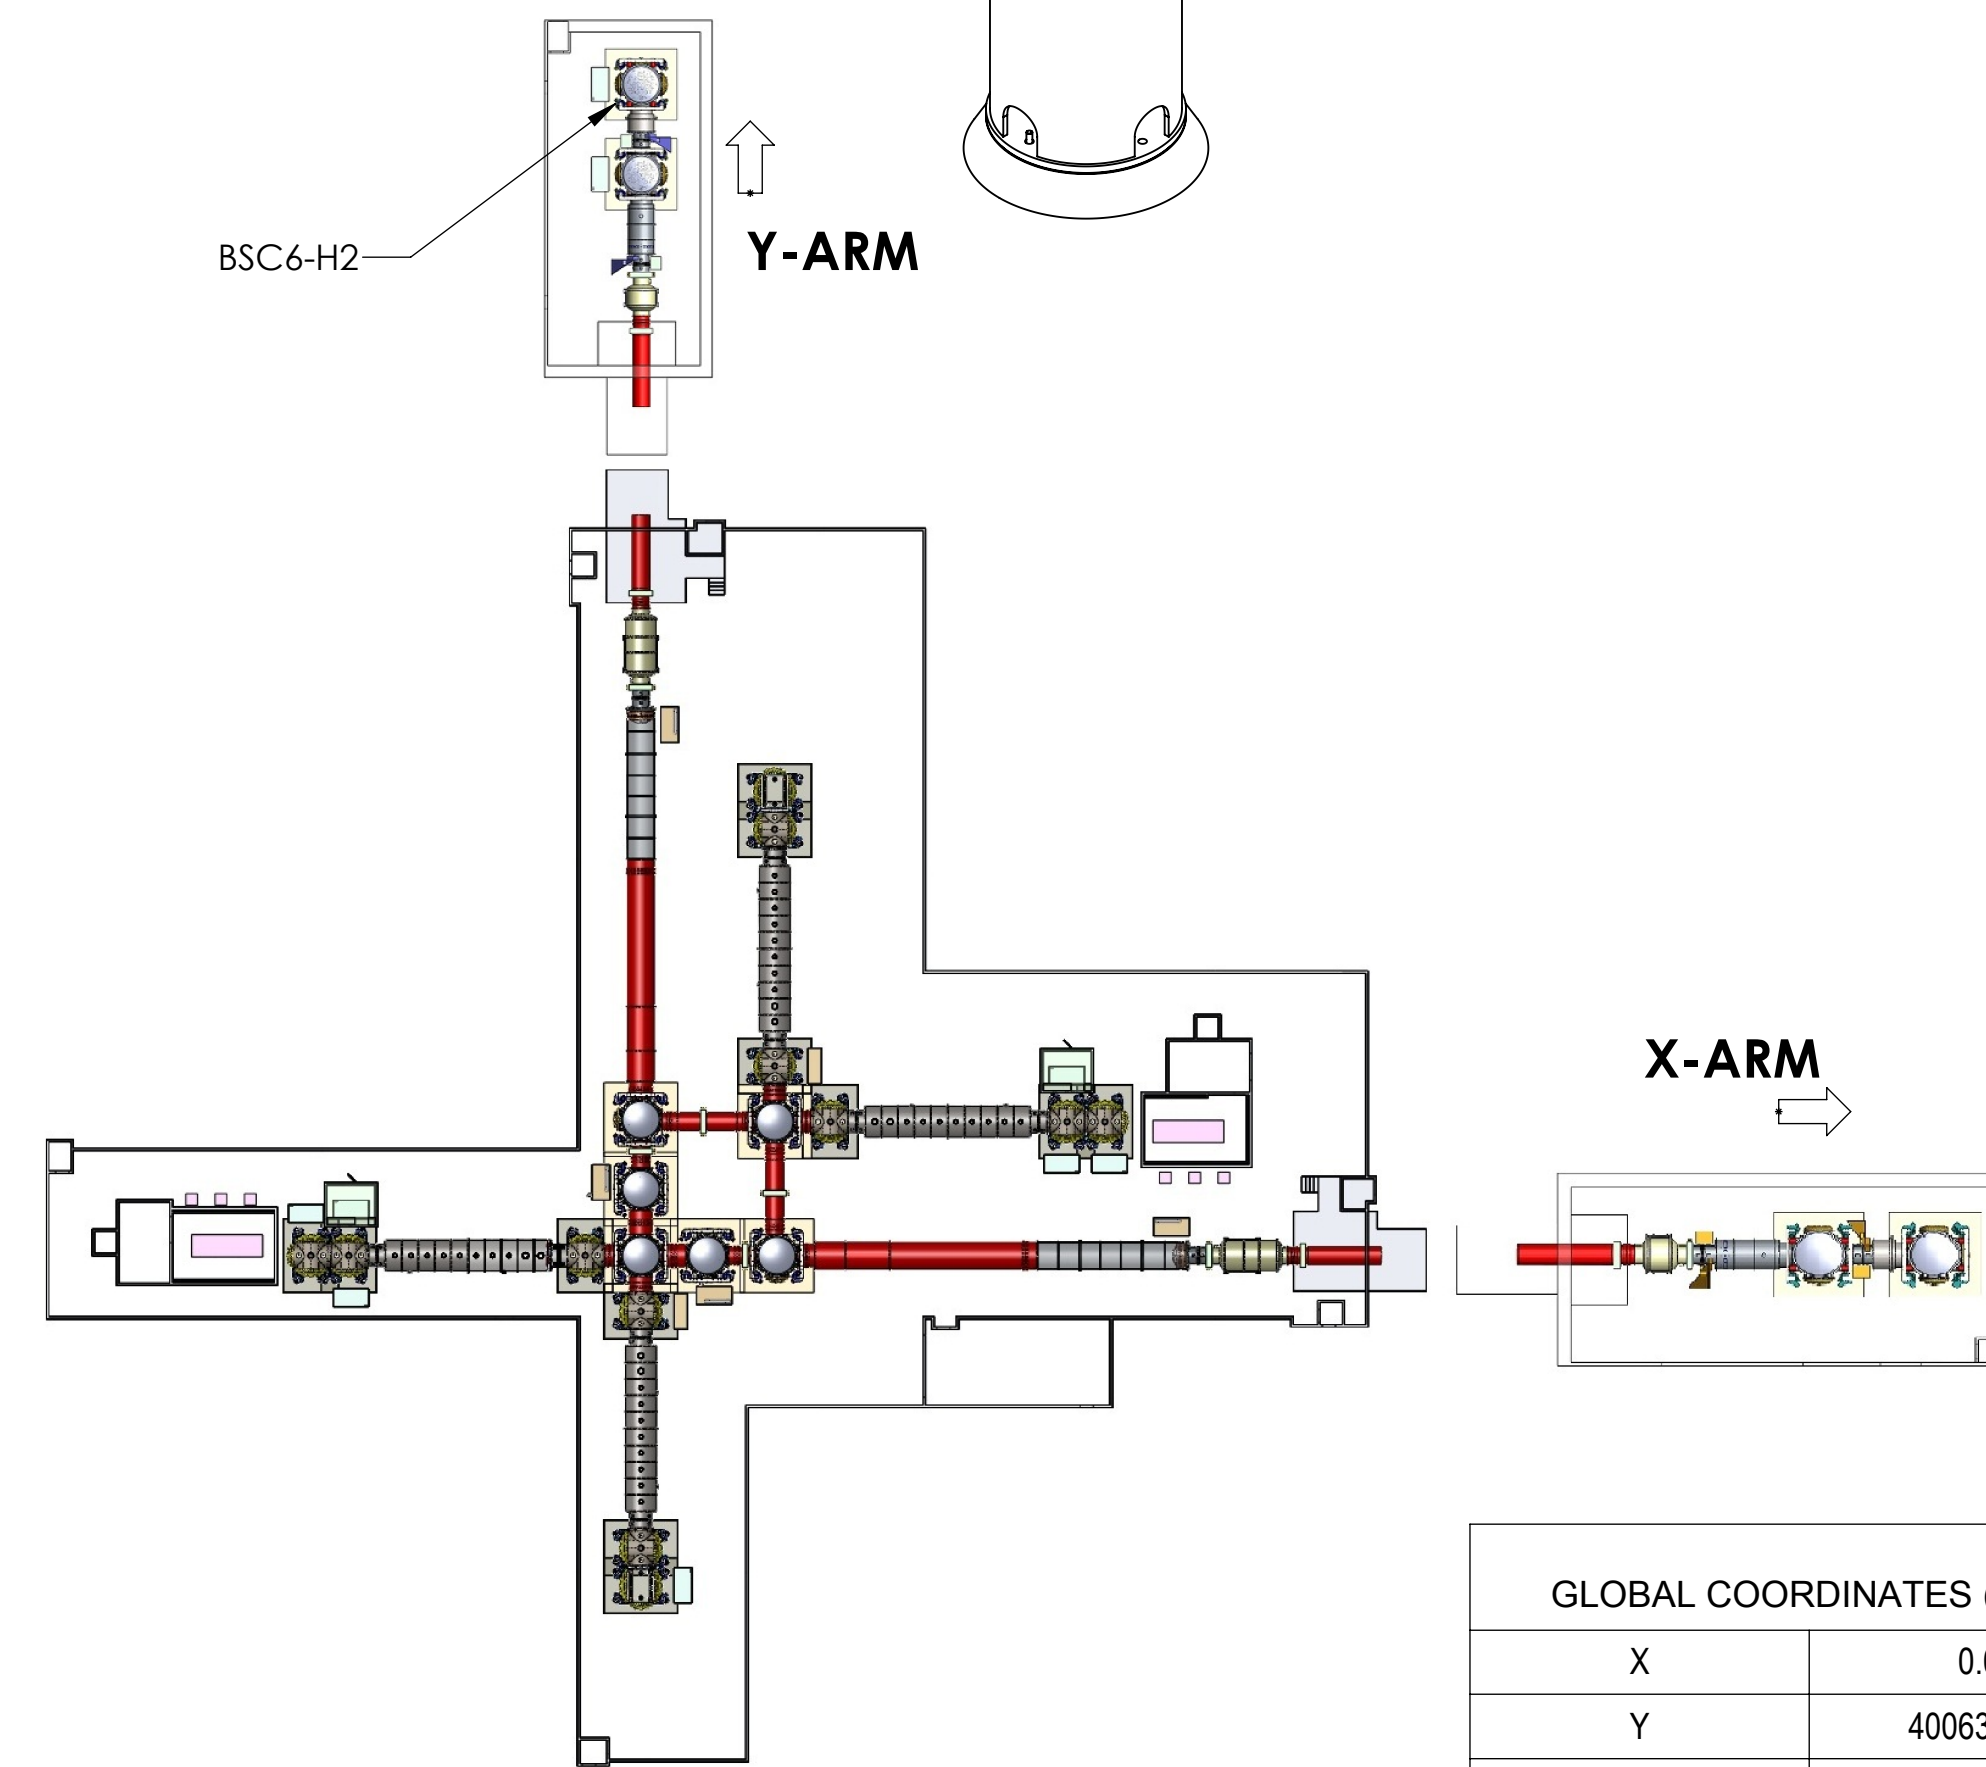 Y-ARM
BSC6-H2
X-ARM
GLOBAL COORDINATES
X
Y